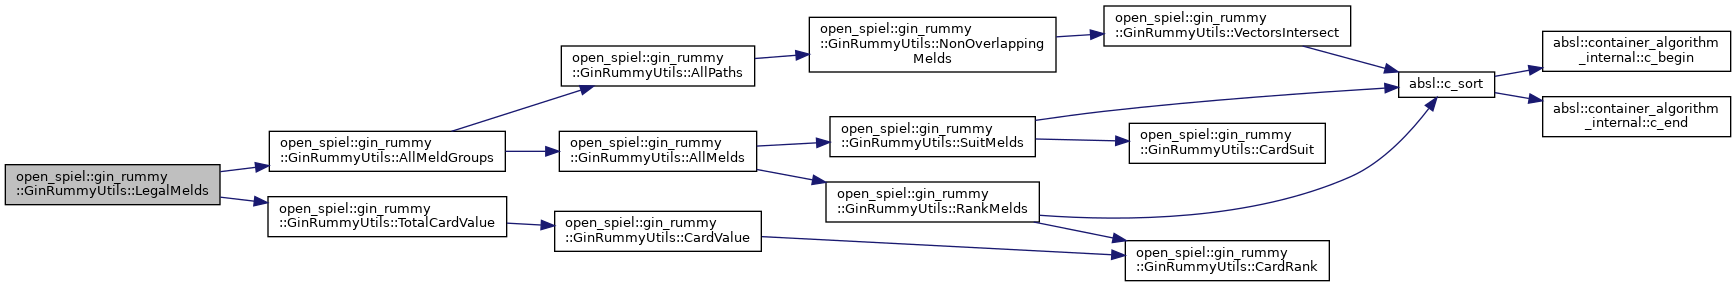 open_spiel::gin_rummy
::GinRummyUtils::LegalMelds
open_spiel::gin_rummy
::GinRummyUtils::AllMeldGroups
open_spiel::gin_rummy
::GinRummyUtils::TotalCardValue
open_spiel::gin_rummy
::GinRummyUtils::AllPaths
open_spiel::gin_rummy
::GinRummyUtils::AllMelds
open_spiel::gin_rummy
::GinRummyUtils::CardValue
open_spiel::gin_rummy
::GinRummyUtils::NonOverlapping
Melds
open_spiel::gin_rummy
::GinRummyUtils::SuitMelds
open_spiel::gin_rummy
::GinRummyUtils::RankMelds
open_spiel::gin_rummy
::GinRummyUtils::VectorsIntersect
open_spiel::gin_rummy
::GinRummyUtils::CardSuit
open_spiel::gin_rummy
::GinRummyUtils::CardRank
absl::c_sort
absl::container_algorithm
_internal::c_begin
absl::container_algorithm
_internal::c_end